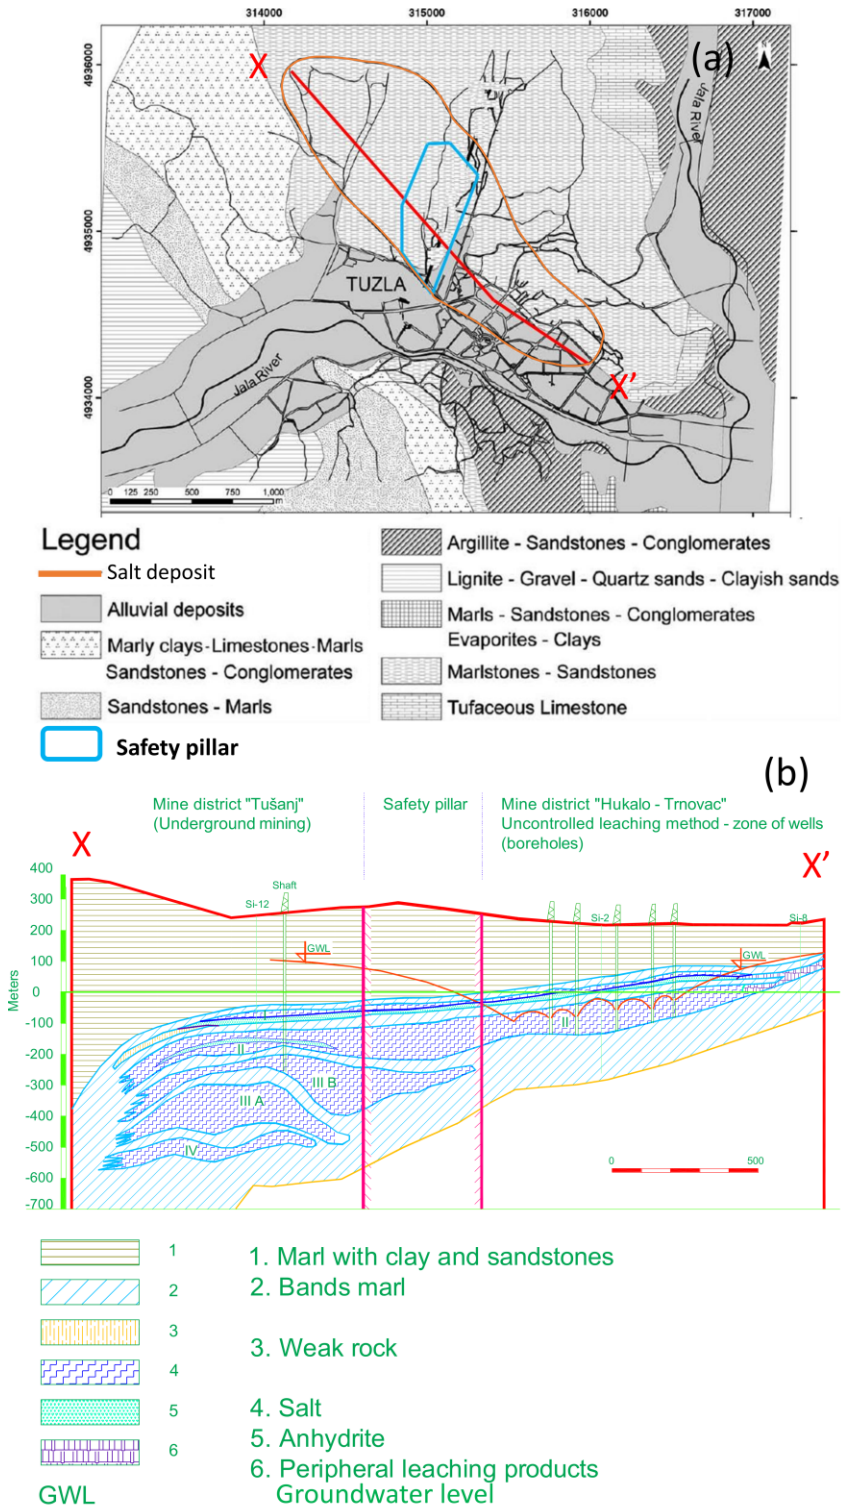 314000 315000 316000 317000
X (a) N
4936000
Jala River
4935000
TUZLA
Jala River
X'
4934000
0 125 250 500 750 1,000
m
Legend
Salt deposit
Alluvial deposits
Marly clays-Limestones-Marls
Sandstones - Conglomerates
Sandstones - Marls
Safety pillar
Argillite - Sandstones - Conglomerates
Lignite - Gravel - Quartz sands - Clayish sands
Marls - Sandstones - Conglomerates
Evaporites - Clays
Marlstones - Sandstones
Tufaceous Limestone
(b)
Mine district "Tušanj"
(Underground mining)
Safety pillar
Mine district "Hukalo - Trnovac"
Uncontrolled leaching method - zone of wells
(boreholes)
X X'
400
300
200
100
0
-100
-200
-300
-400
-500
-600
-700
Meters
Si-12
Shaft
Si-2
Si-8
GWL
GWL
I
II
II
III B
III A
IV
0 500
1
2
3
4
5
6
1. Marl with clay and sandstones
2. Bands marl
3. Weak rock
4. Salt
5. Anhydrite
6. Peripheral leaching products
GWL Groundwater level